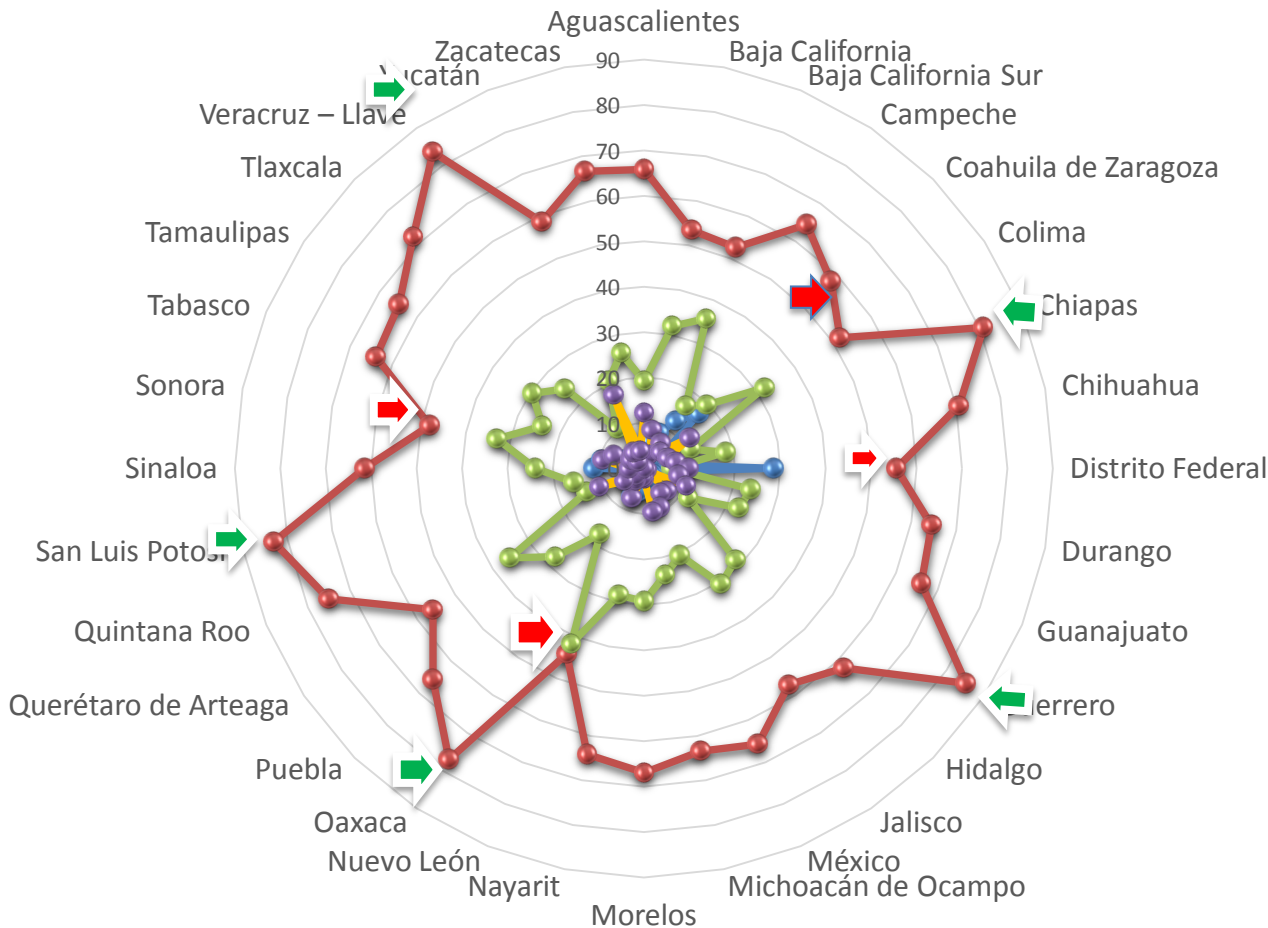 Aguascalientes
Baja California
Baja California Sur
Campeche
Coahuila de Zaragoza
Colima
Chiapas
Chihuahua
Distrito Federal
Durango
Guanajuato
Guerrero
Hidalgo
Jalisco
México
Michoacán de Ocampo
Morelos
Nayarit
Nuevo León
Oaxaca
Puebla
Querétaro de Arteaga
Quintana Roo
San Luis Potosí
Sinaloa
Sonora
Tabasco
Tamaulipas
Tlaxcala
Veracruz – Llave
Yucatán
Zacatecas
90
80
70
60
50
40
30
20
10